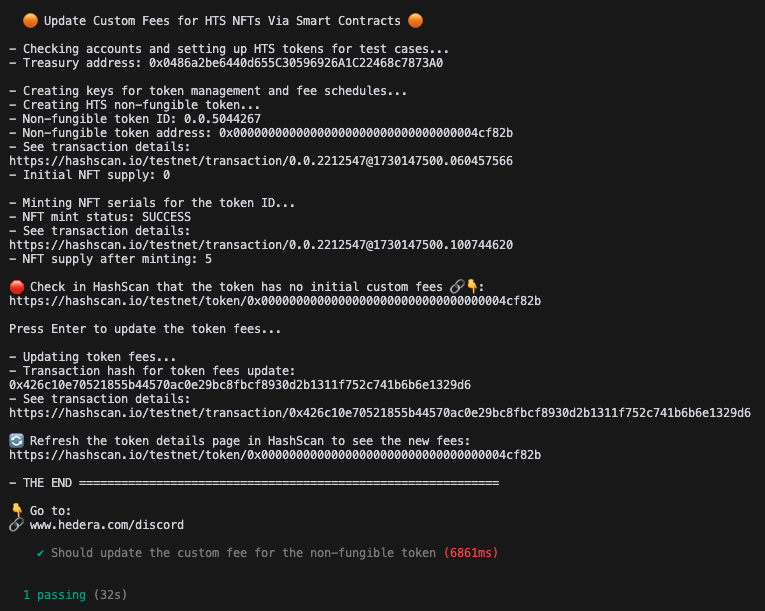 🟠 Update Custom Fees for HTS NFTs Via Smart Contracts 🟠
- Checking accounts and setting up HTS tokens for test cases...
- Treasury address: 0x0486a2be6440d655C30596926A1C22468c7873A0
- Creating keys for token management and fee schedules...
- Creating HTS non-fungible token...
- Non-fungible token ID: 0.0.5044267
- Non-fungible token address: 0x00000000000000000000000000000000004cf82b
- See transaction details:
https://hashscan.io/testnet/transaction/0.0.2212547@1730147500.060457566
- Initial NFT supply: 0
- Minting NFT serials for the token ID...
- NFT mint status: SUCCESS
- See transaction details:
https://hashscan.io/testnet/transaction/0.0.2212547@1730147500.100744620
- NFT supply after minting: 5
🛑 Check in HashScan that the token has no initial custom fees 🔗👇:
https://hashscan.io/testnet/token/0x00000000000000000000000000000000004cf82b
Press Enter to update the token fees...
- Updating token fees...
- Transaction hash for token fees update:
0x426c10e70521855b44570ac0e29bc8fbcf8930d2b1311f752c741b6b6e1329d6
- See transaction details:
https://hashscan.io/testnet/transaction/0x426c10e70521855b44570ac0e29bc8fbcf8930d2b1311f752c741b6b6e1329d6
🔄 Refresh the token details page in HashScan to see the new fees:
https://hashscan.io/testnet/token/0x00000000000000000000000000000000004cf82b
- THE END ============================================================
👇 Go to:
🔗 www.hedera.com/discord
✔ Should update the custom fee for the non-fungible token (6861ms)
1 passing (32s)